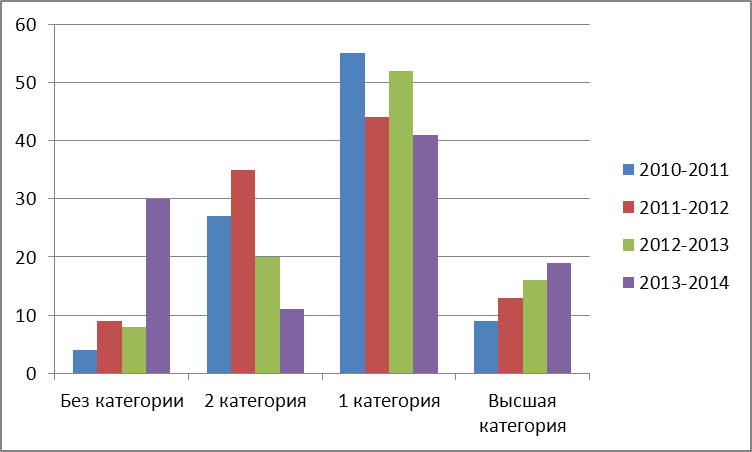 60
50
40
30
20
10
0
Без категории
2 категория
1 категория
Высшая
категория
2010-2011
2011-2012
2012-2013
2013-2014